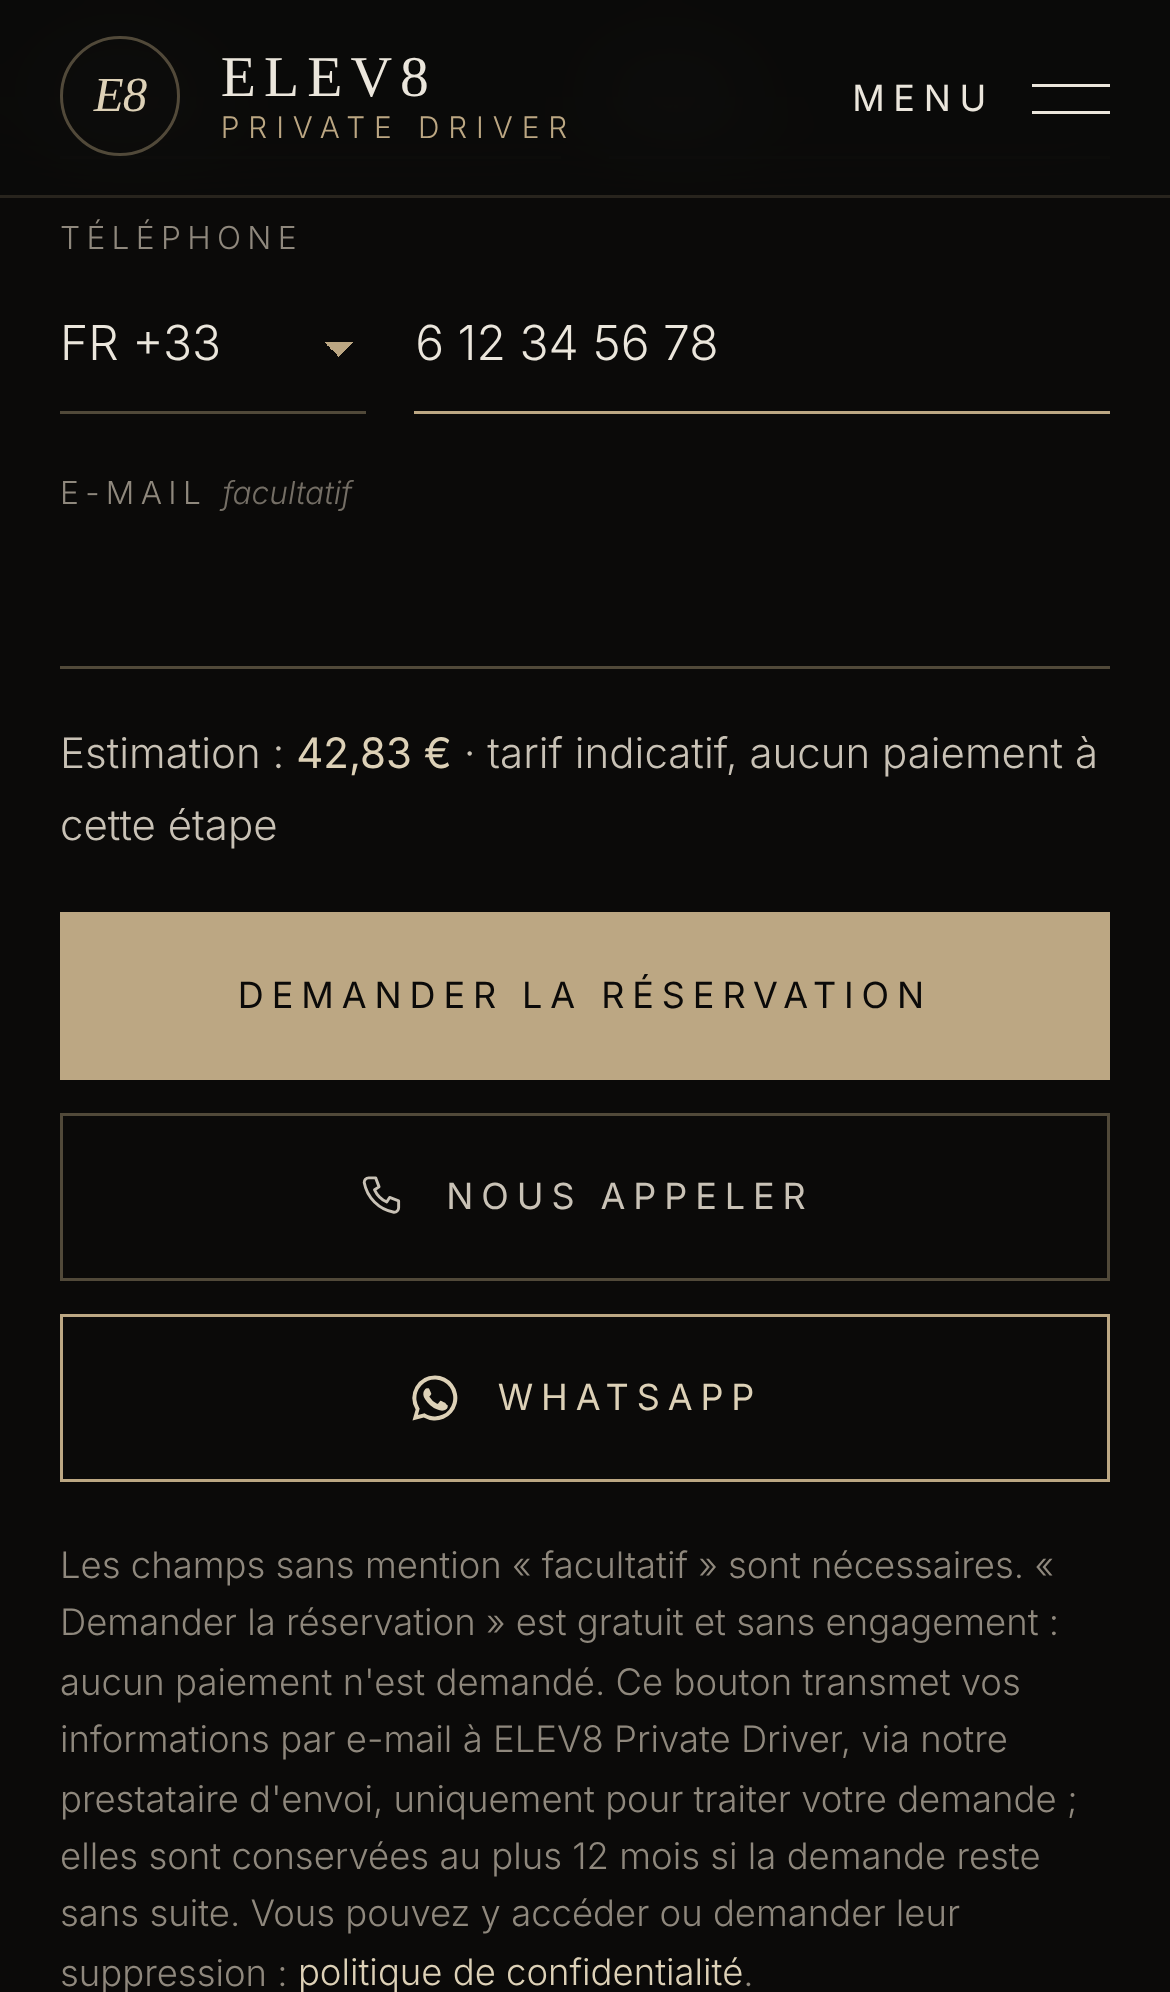 E8
ELEV8
PRIVATE DRIVER
MENU
TÉLÉPHONE
FR +33
6 12 34 56 78
E-MAIL facultatif
Estimation : 42,83 € · tarif indicatif, aucun paiement à
cette étape
DEMANDER LA RÉSERVATION
NOUS APPELER
WHATSAPP
Les champs sans mention « facultatif » sont nécessaires. «
Demander la réservation » est gratuit et sans engagement :
aucun paiement n'est demandé. Ce bouton transmet vos
informations par e-mail à ELEV8 Private Driver, via notre
prestataire d'envoi, uniquement pour traiter votre demande ;
elles sont conservées au plus 12 mois si la demande reste
sans suite. Vous pouvez y accéder ou demander leur
suppression : politique de confidentialité.